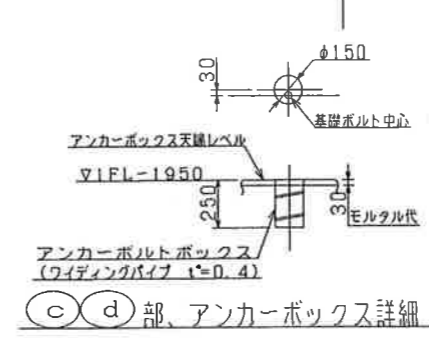 φ150
30
基礎ボルト中心
アンカーボックス天端レベル
▽1FL-1950
250
30
モルタル代
アンカーボルトボックス
(ワイディングパイプ t=0.4)
c d 部、アンカーボックス詳細